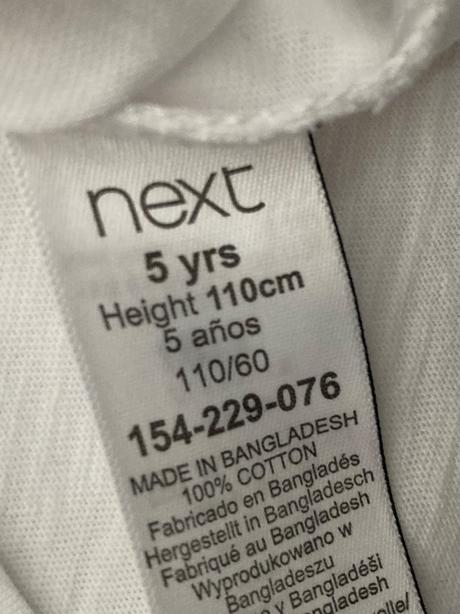 next
5 yrs
Height 110cm
5 años
110/60
154-229-076
MADE IN BANGLADESH
100% COTTON
Fabricado en Bangladés
Hergestellt in Bangladesch
Fabriqué au Bangladesh
Wyprodukowano w
Bangladeszu
v Bangladéši